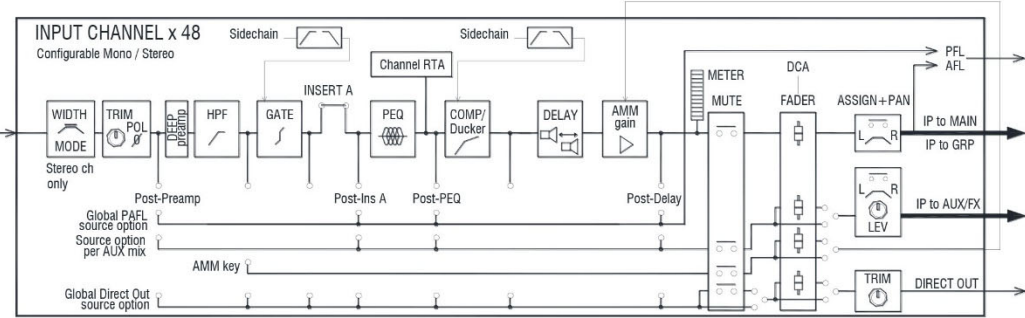 INPUT CHANNEL x 48
Configurable Mono / Stereo
Sidechain
Sidechain
Channel RTA
INSERT A
WIDTH
MODE
Stereo ch
only
TRIM
POL
Ø
DEEP
preamp
HPF
GATE
PEQ
COMP/
Ducker
DELAY
AMM
gain
METER
MUTE
DCA
FADER
PFL
AFL
ASSIGN+PAN
L
R
IP to MAIN
IP to GRP
L
R
LEV
IP to AUX/FX
TRIM
DIRECT OUT
Post-Preamp
Post-Ins A
Post-PEQ
Post-Delay
Global PAFL
source option
Source option
per AUX mix
AMM key
Global Direct Out
source option